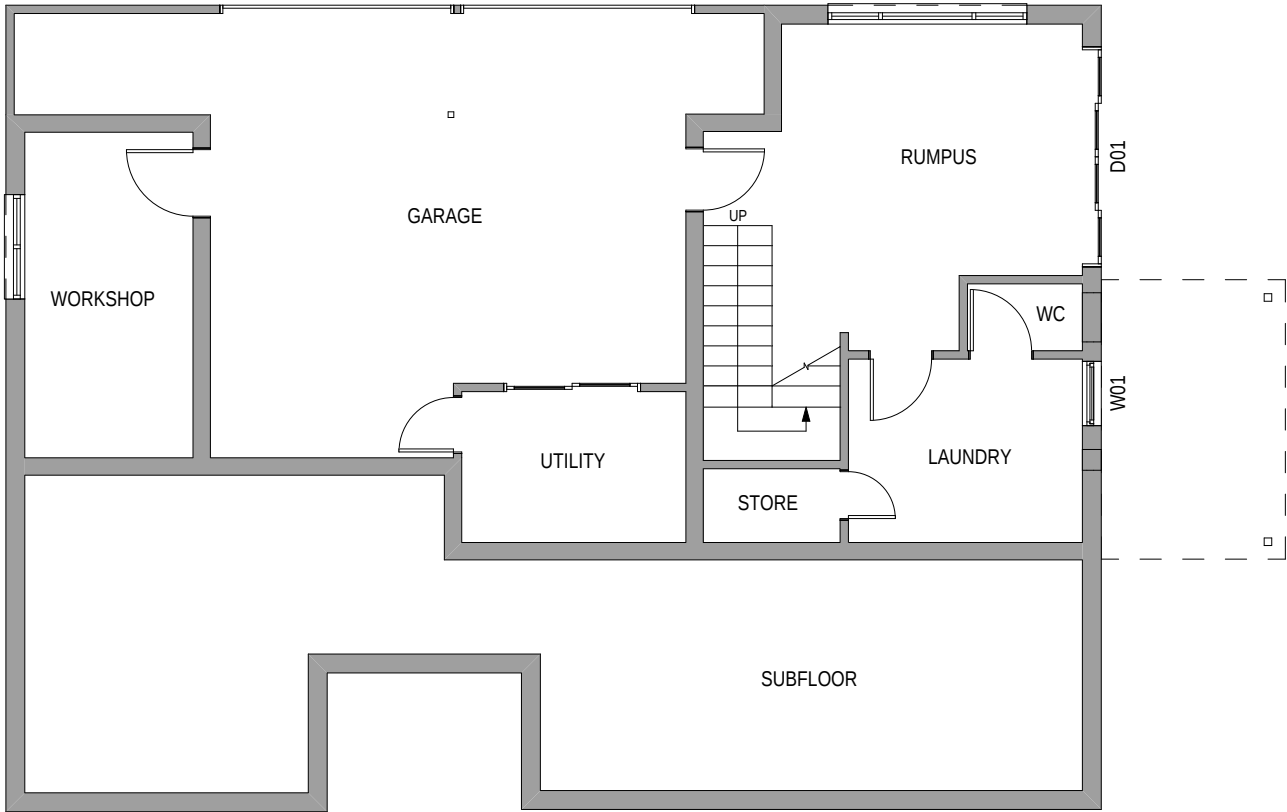 RUMPUS
D01
GARAGE
UP
WORKSHOP
WC
W01
UTILITY
LAUNDRY
STORE
SUBFLOOR